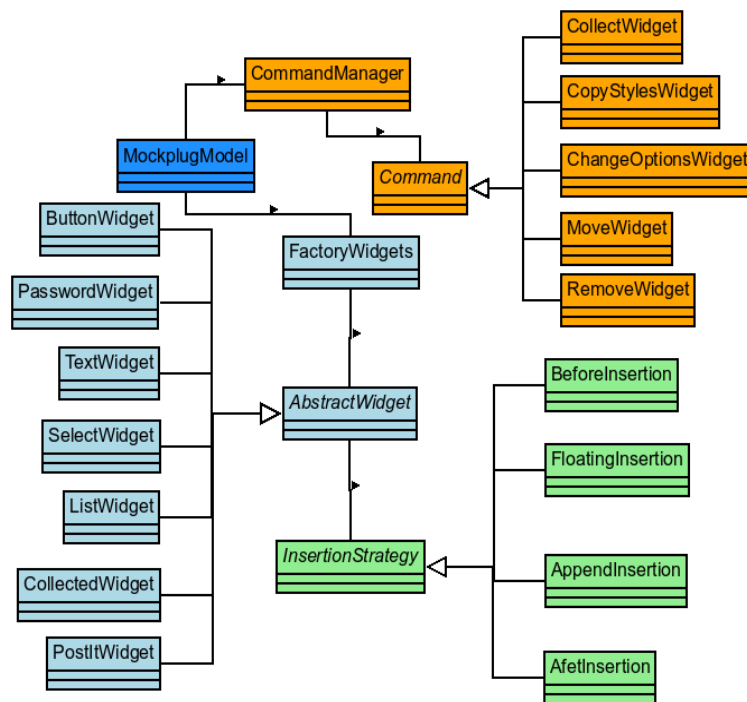 CollectWidget
CommandManager
CopyStylesWidget
MockplugModel
ChangeOptionsWidget
Command
ButtonWidget
MoveWidget
FactoryWidgets
PasswordWidget
RemoveWidget
TextWidget
BeforeInsertion
AbstractWidget
SelectWidget
FloatingInsertion
ListWidget
InsertionStrategy
AppendInsertion
CollectedWidget
PostItWidget
AfetInsertion